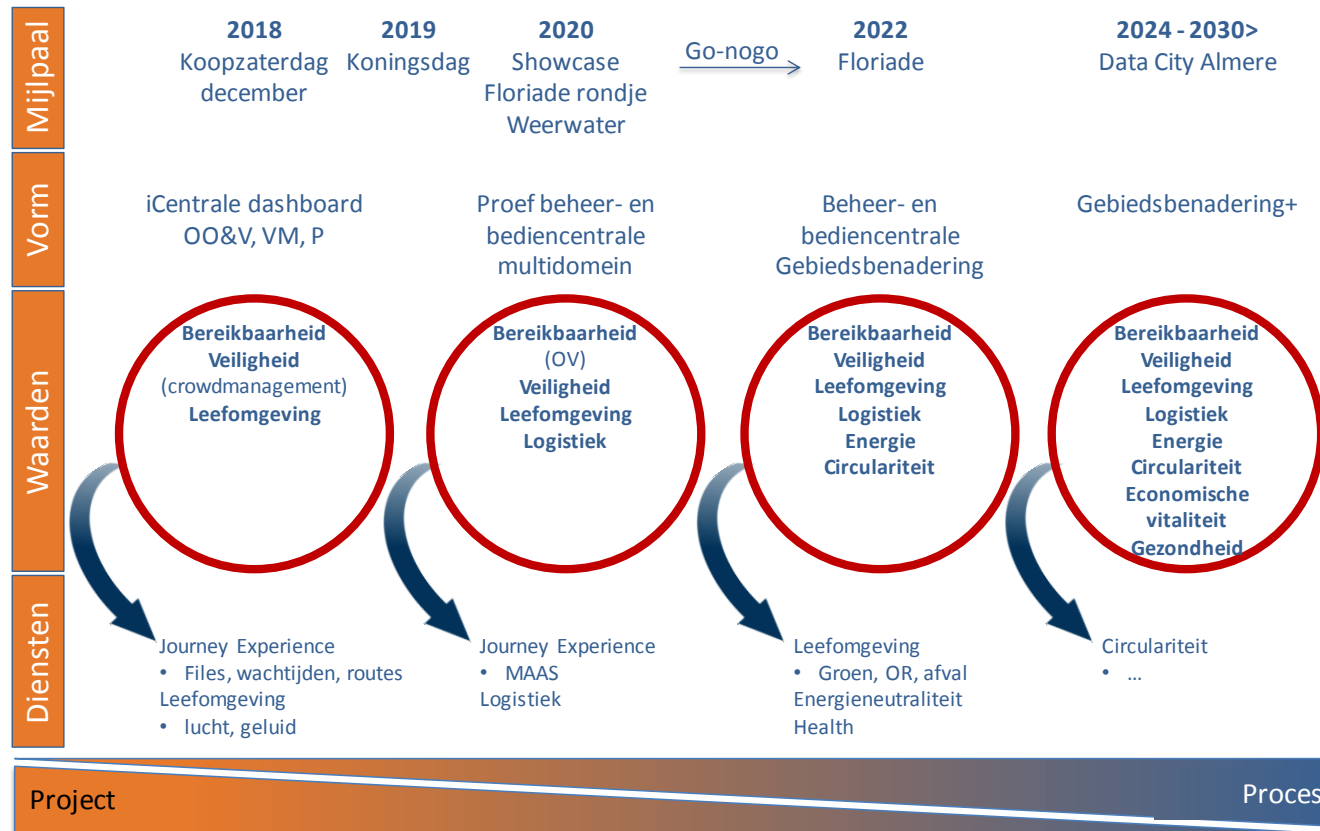 Mijlpaal
2018
Koopzaterdag
december
2019
Koningsdag
2020
Showcase
Floriade rondje
Weerwater
Go-nogo
2022
Floriade
2024 - 2030>
Data City Almere
Vorm
iCentrale dashboard
OO&V, VM, P
Proef beheer- en
bediencentrale
multidomein
Beheer- en
bediencentrale
Gebiedsbenadering
Gebiedsbenadering+
Waarden
Bereikbaarheid
Veiligheid
(crowdmanagement)
Leefomgeving
Bereikbaarheid
(OV)
Veiligheid
Leefomgeving
Logistiek
Bereikbaarheid
Veiligheid
Leefomgeving
Logistiek
Energie
Circulariteit
Bereikbaarheid
Veiligheid
Leefomgeving
Logistiek
Energie
Circulariteit
Economische
vitaliteit
Gezondheid
Diensten
Journey Experience
• Files, wachtijden, routes
Leefomgeving
• lucht, geluid
Journey Experience
• MAAS
Logistiek
Leefomgeving
• Groen, OR, afval
Energieneutraliteit
Health
Circulariteit
• ...
Project
Proces